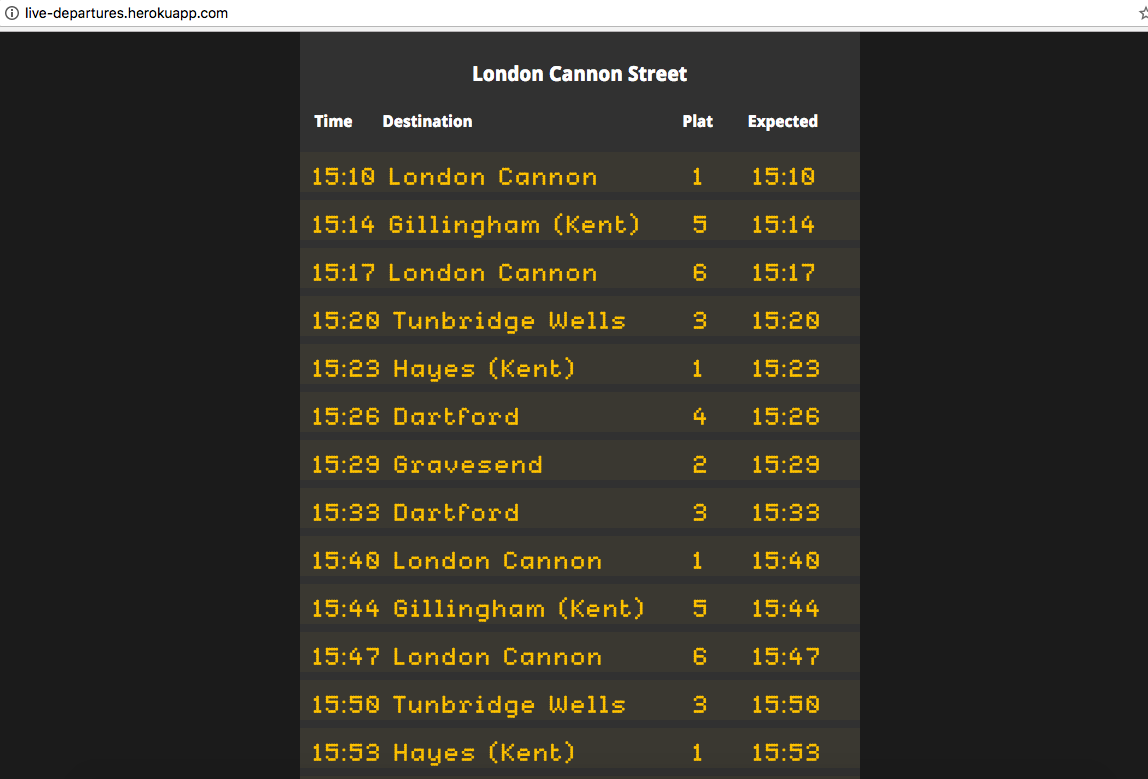 live-departures.herokuapp.com
London Cannon Street
Time Destination Plat Expected
15:10 London Cannon 1 15:10
15:14 Gillingham (Kent) 5 15:14
15:17 London Cannon 6 15:17
15:20 Tunbridge Wells 3 15:20
15:23 Hayes (Kent) 1 15:23
15:26 Dartford 4 15:26
15:29 Gravesend 2 15:29
15:33 Dartford 3 15:33
15:40 London Cannon 1 15:40
15:44 Gillingham (Kent) 5 15:44
15:47 London Cannon 6 15:47
15:50 Tunbridge Wells 3 15:50
15:53 Hayes (Kent) 1 15:53